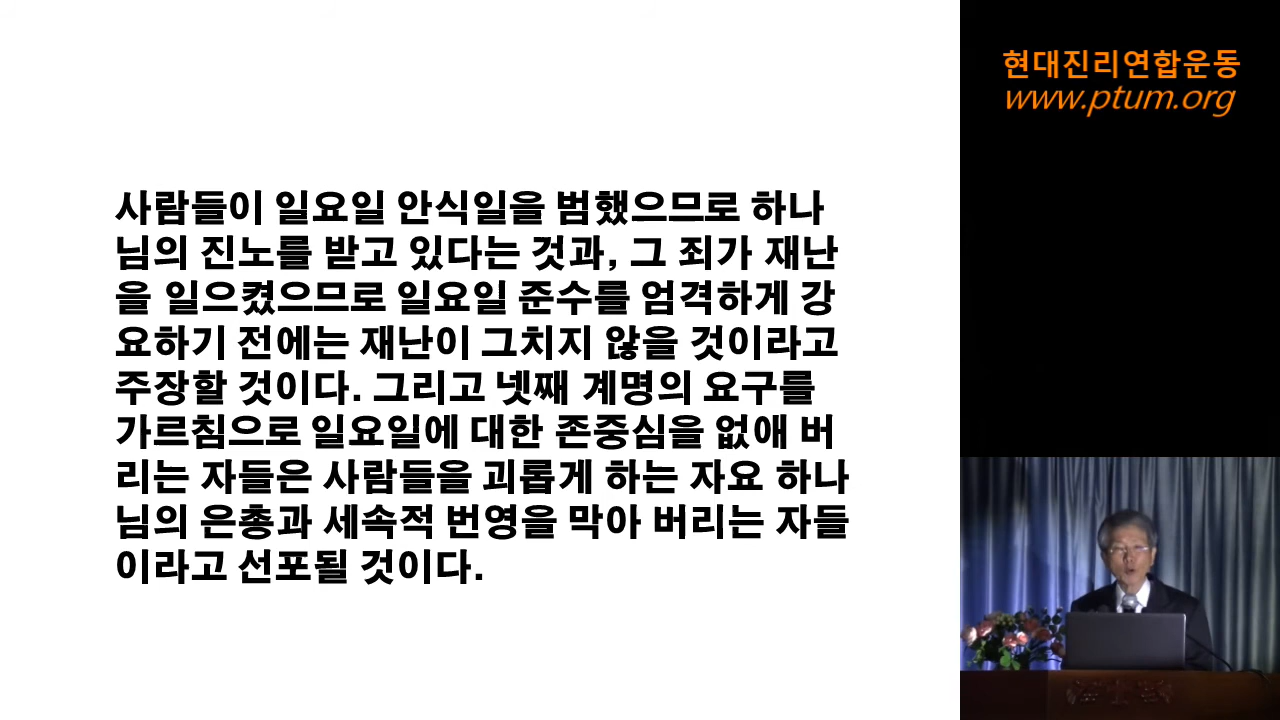 사람들이 일요일 안식일을 범했으므로 하나
님의 진노를 받고 있다는 것과, 그 죄가 재난
을 일으켰으므로 일요일 준수를 엄격하게 강
요하기 전에는 재난이 그치지 않을 것이라고
주장할 것이다. 그리고 넷째 계명의 요구를
가르침으로 일요일에 대한 존중심을 없애 버
리는 자들은 사람들을 괴롭게 하는 자요 하나
님의 은총과 세속적 번영을 막아 버리는 자들
이라고 선포될 것이다.
현대진리연합운동
www.ptum.org